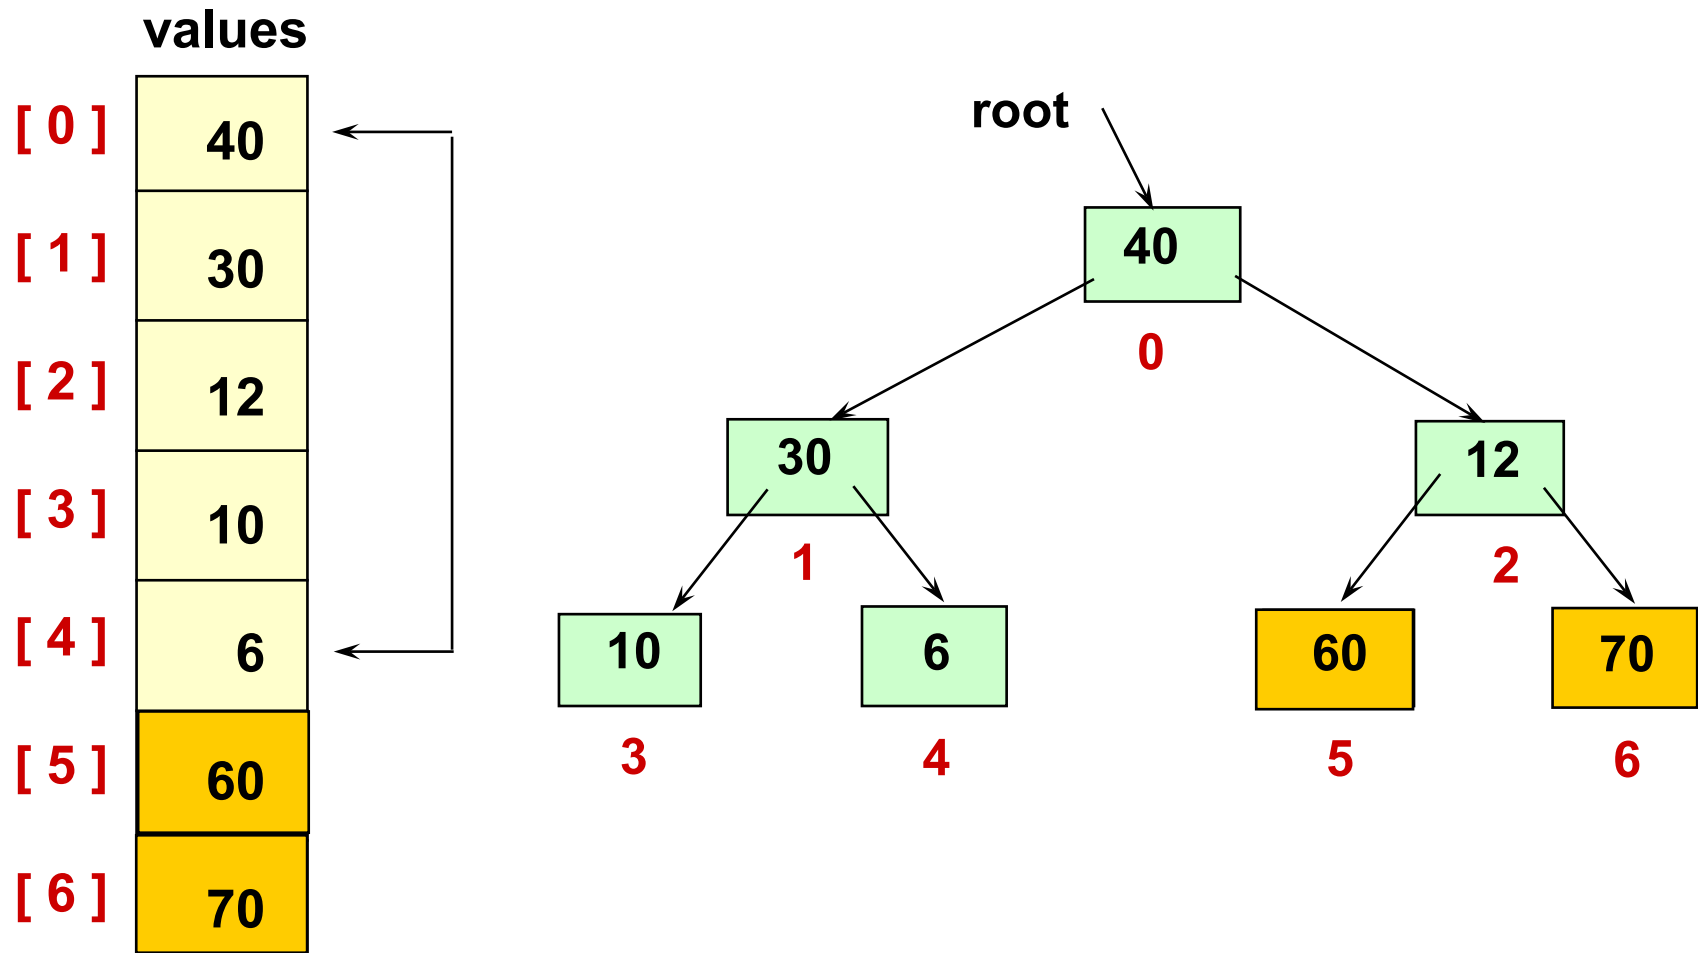 values
[ 0 ] 40
[ 1 ] 30
[ 2 ] 12
[ 3 ] 10
[ 4 ] 6
[ 5 ] 60
[ 6 ] 70
root
40
0
30 12
1 2
10 6 60 70
3 4 5 6